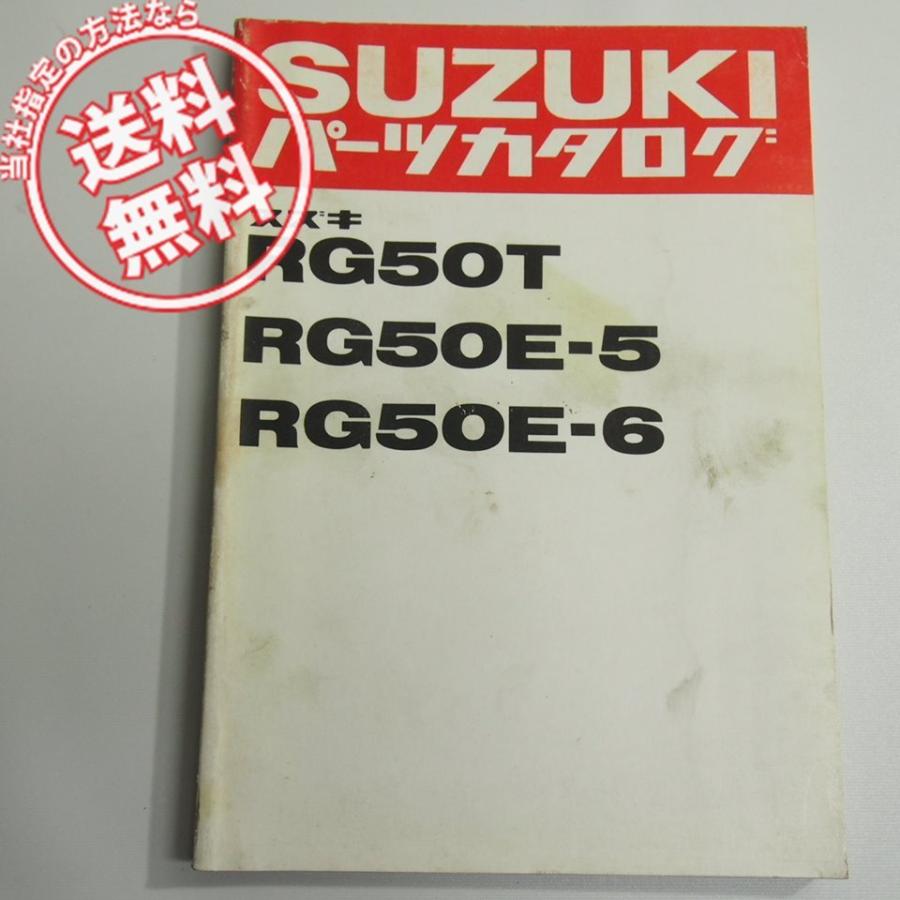 当社指定の方法なら
送料
無料
SUZUKI
パーツカタログ
スズキ
RG50T
RG50E-5
RG50E-6